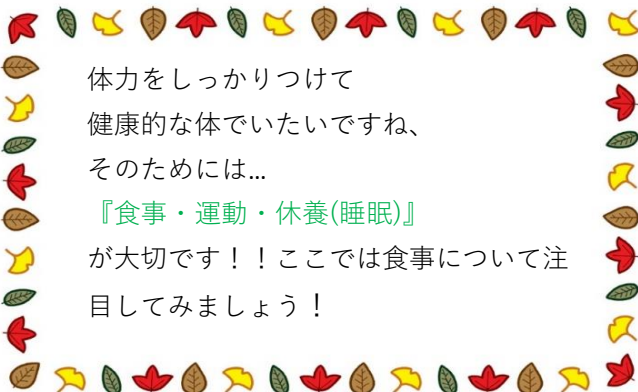 体力をしっかりつけて
健康的な体でいたいですね、
そのためには…
『食事・運動・休養(睡眠)』
が大切です！！ここでは食事について注
目してみましょう！